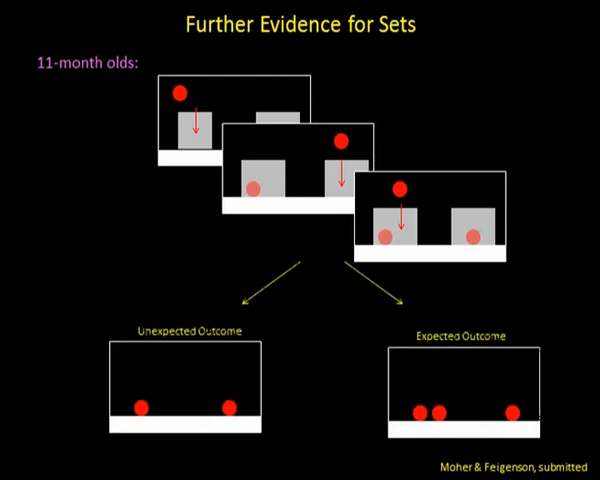 Further Evidence for Sets
11-month olds:
Unexpected Outcome
Expected Outcome
Moher & Feigenson, submitted